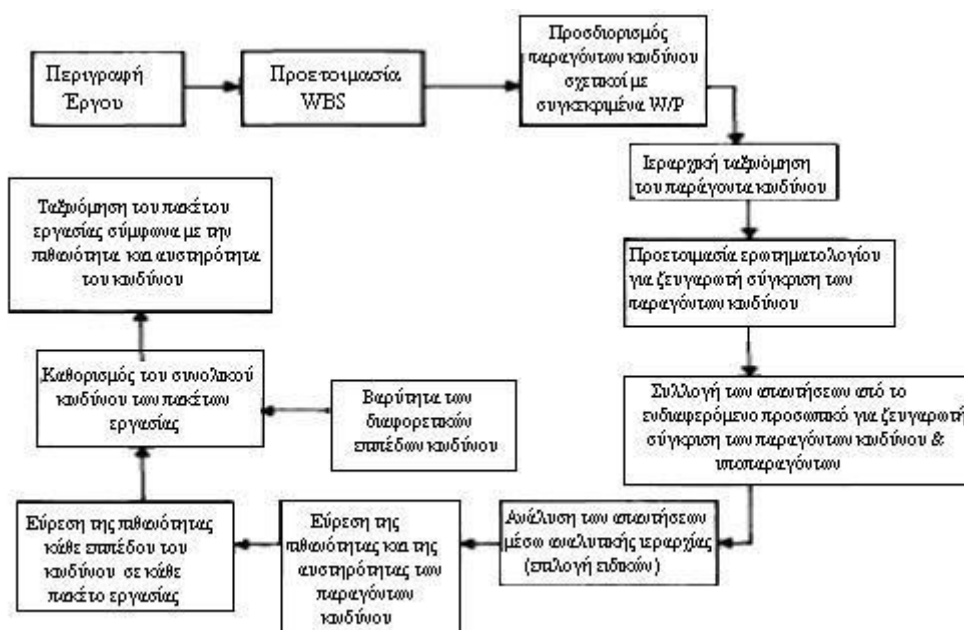 Περιγραφή
Έργου
Προετοιμασία
WBS
Προσδιορισμός
παραγόντων κινδύνου
σχετικοί με
συγκεκριμένα W/P
Ιεραρχική ταξινόμηση
του παράγοντα κινδύνου
Προετοιμασία ερωτηματολογίου
για ζευγαρωτή σύγκριση των
παραγόντων κινδύνου
Συλλογή των απαντήσεων από το
ενδιαφερόμενο προσωπικό για ζευγαρωτή
σύγκριση των παραγόντων κινδύνου &
υποπαραγόντων
Ανάλυση των απαντήσεων
μέσω αναλυτικής ιεραρχίας
(επιλογή ειδικών)
Εύρεση της
πιθανότητας και της
αυστηρότητας των
παραγόντων
κινδύνου
Εύρεση της πιθανότητας
κάθε επιπέδου του
κινδύνου σε κάθε
πακέτο εργασίας
Βαρύτητα των
διαφορετικών
επιπέδων κινδύνου
Καθορισμός του συνολικού
κινδύνου των πακέτων
εργασίας
Ταξινόμηση του πακέτου
εργασίας σύμφωνα με την
πιθανότητα και αυστηρότητα
του κινδύνου